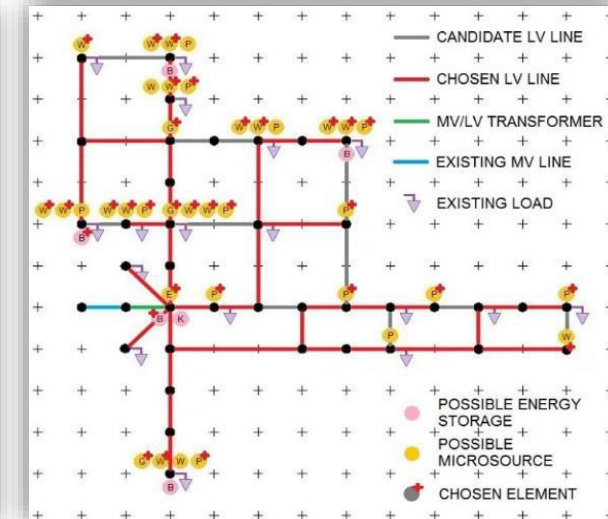 W W W P
CANDIDATE LV LINE
B
W W P
CHOSEN LV LINE
G W W P W W P
MV/LV TRANSFORMER
B
EXISTING MV LINE
W W P W W P G W W P P
EXISTING LOAD
B
E P P P P
B K
P W
POSSIBLE ENERGY
STORAGE
POSSIBLE
MICROSOURCE
G W W P
B
CHOSEN ELEMENT